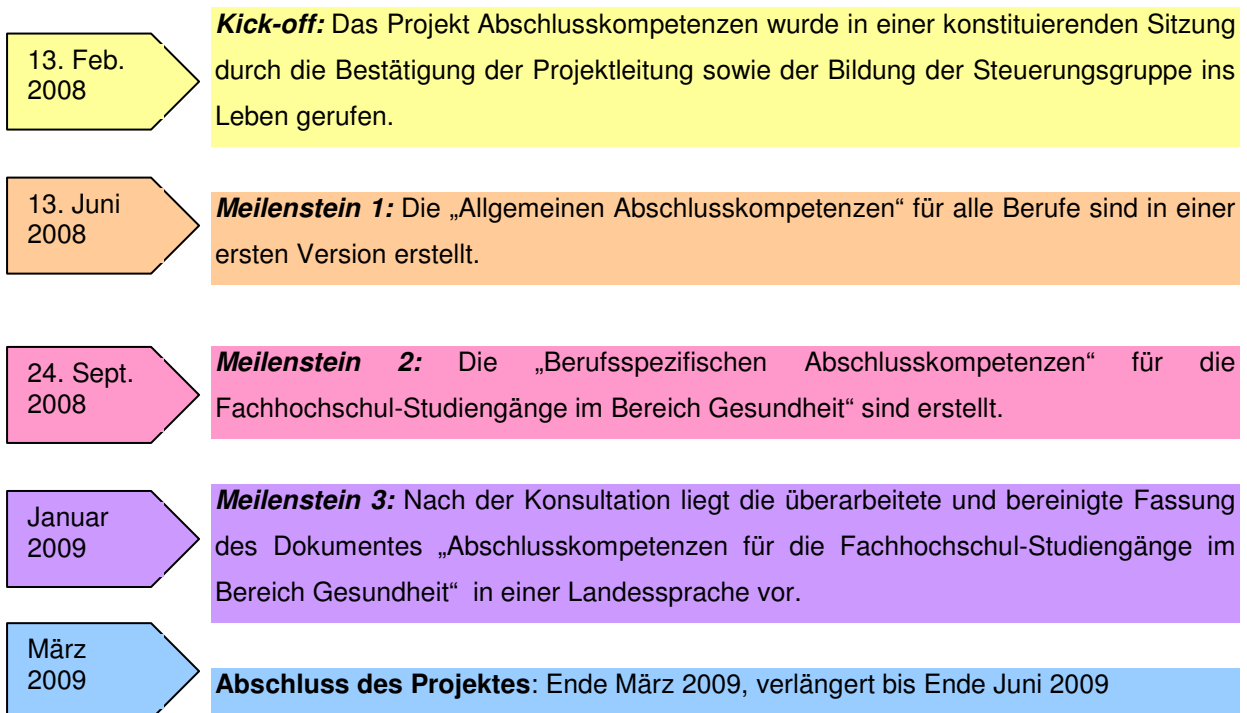 13. Feb.
2008
Kick-off: Das Projekt Abschlusskompetenzen wurde in einer konstituierenden Sitzung
durch die Bestätigung der Projektleitung sowie der Bildung der Steuerungsgruppe ins
Leben gerufen.
13. Juni
2008
Meilenstein 1: Die „Allgemeinen Abschlusskompetenzen“ für alle Berufe sind in einer
ersten Version erstellt.
24. Sept.
2008
Meilenstein 2: Die „Berufsspezifischen Abschlusskompetenzen“ für die
Fachhochschul-Studiengänge im Bereich Gesundheit“ sind erstellt.
Januar
2009
Meilenstein 3: Nach der Konsultation liegt die überarbeitete und bereinigte Fassung
des Dokumentes „Abschlusskompetenzen für die Fachhochschul-Studiengänge im
Bereich Gesundheit“ in einer Landessprache vor.
März
2009
Abschluss des Projektes: Ende März 2009, verlängert bis Ende Juni 2009